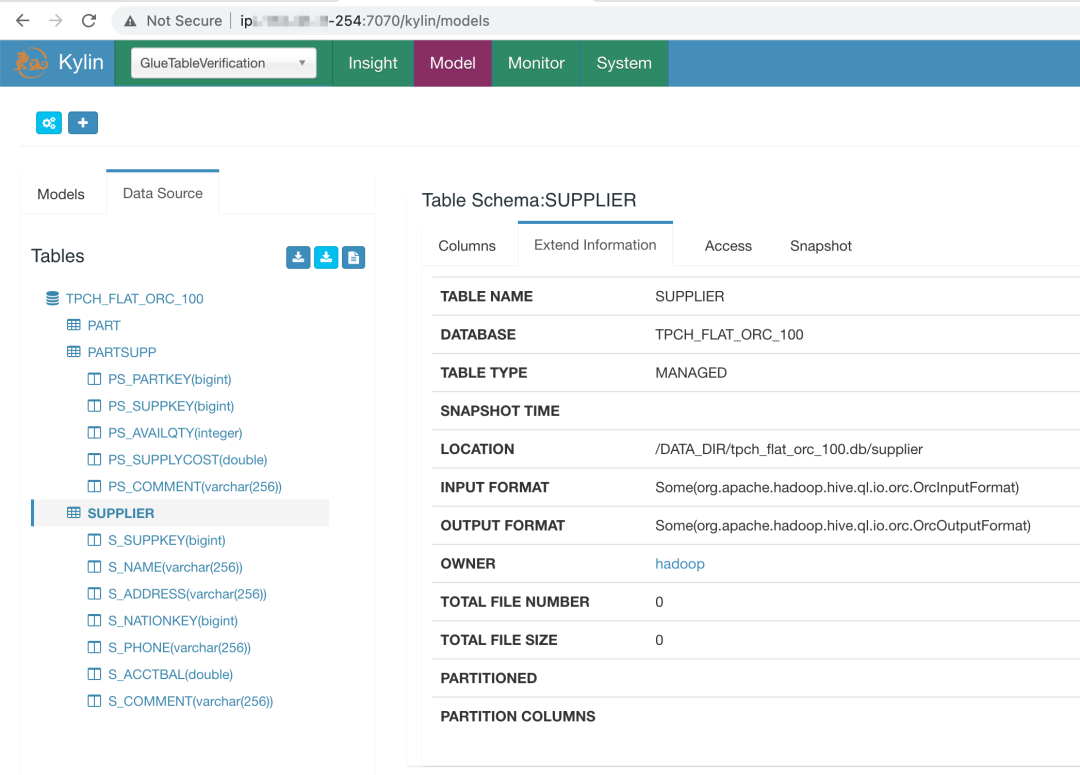 Not Secure ip -254:7070/kylin/models
Kylin GlueTableVerification Insight Model Monitor System
Models Data Source
Tables
TPCH_FLAT_ORC_100
PART
PARTSUPP
PS_PARTKEY(bigint)
PS_SUPPKEY(bigint)
PS_AVAILQTY(integer)
PS_SUPPLYCOST(double)
PS_COMMENT(varchar(256))
SUPPLIER
S_SUPPKEY(bigint)
S_NAME(varchar(256))
S_ADDRESS(varchar(256))
S_NATIONKEY(bigint)
S_PHONE(varchar(256))
S_ACCTBAL(double)
S_COMMENT(varchar(256))
Table Schema:SUPPLIER
Columns Extend Information Access Snapshot
TABLE NAME SUPPLIER
DATABASE TPCH_FLAT_ORC_100
TABLE TYPE MANAGED
SNAPSHOT TIME
LOCATION /DATA_DIR/tpch_flat_orc_100.db/supplier
INPUT FORMAT Some(org.apache.hadoop.hive.ql.io.orc.OrcInputFormat)
OUTPUT FORMAT Some(org.apache.hadoop.hive.ql.io.orc.OrcOutputFormat)
OWNER hadoop
TOTAL FILE NUMBER 0
TOTAL FILE SIZE 0
PARTITIONED
PARTITION COLUMNS